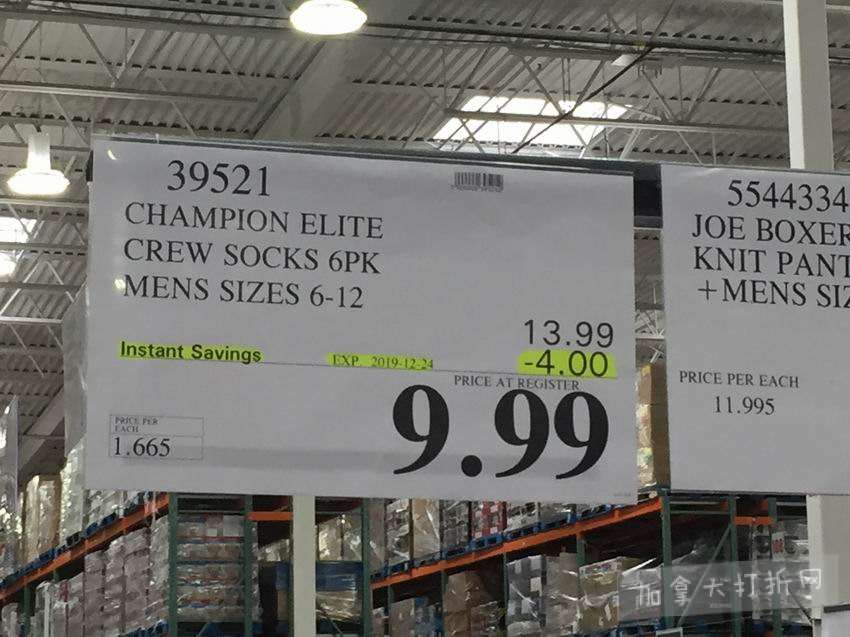 39521
CHAMPION ELITE
CREW SOCKS 6PK
MENS SIZES 6-12
13.99
Instant Savings EXP. 2019-12-24 -4.00
PRICE AT REGISTER
9.99
PRICE PER
EACH
1.665
5544334
JOE BOXER
KNIT PANT
+MENS SIZ
PRICE PER EACH
11.995
加拿大打折网